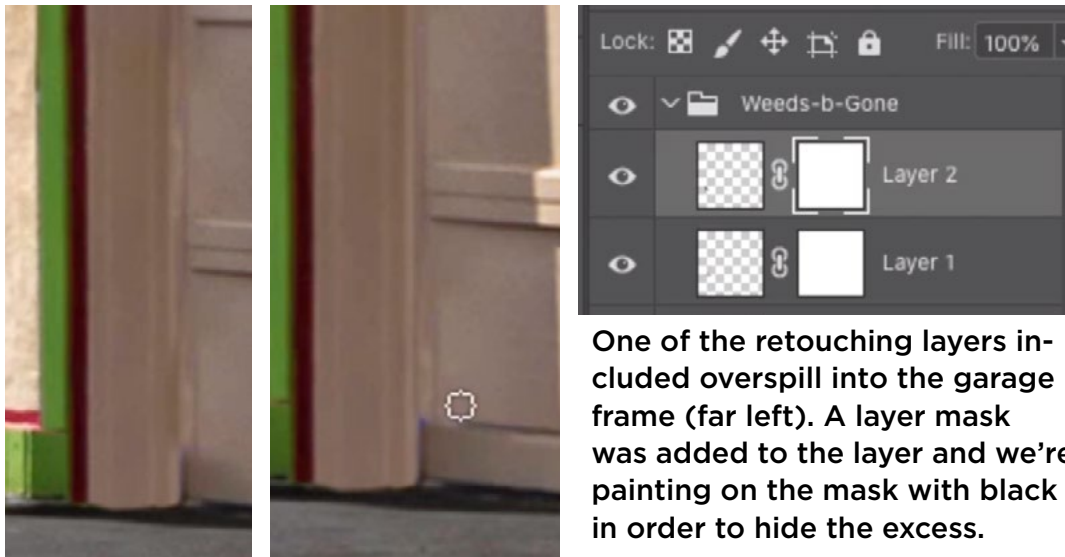 Lock: Fill: 100%
Weeds-b-Gone
Layer 2
Layer 1
One of the retouching layers in-
cluded overspill into the garage
frame (far left). A layer mask
was added to the layer and we're
painting on the mask with black
in order to hide the excess.